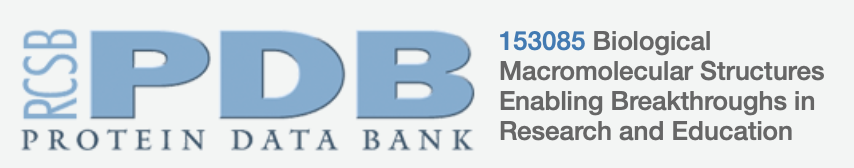 RCSB
PDB
PROTEIN DATA BANK
153085 Biological
Macromolecular Structures
Enabling Breakthroughs in
Research and Education